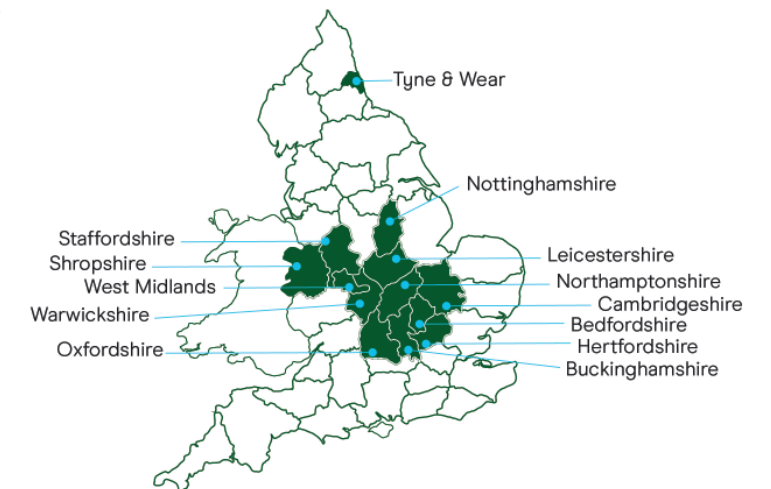 Tyne & Wear
Nottinghamshire
Staffordshire
Shropshire
West Midlands
Warwickshire
Oxfordshire
Leicestershire
Northamptonshire
Cambridgeshire
Bedfordshire
Hertfordshire
Buckinghamshire